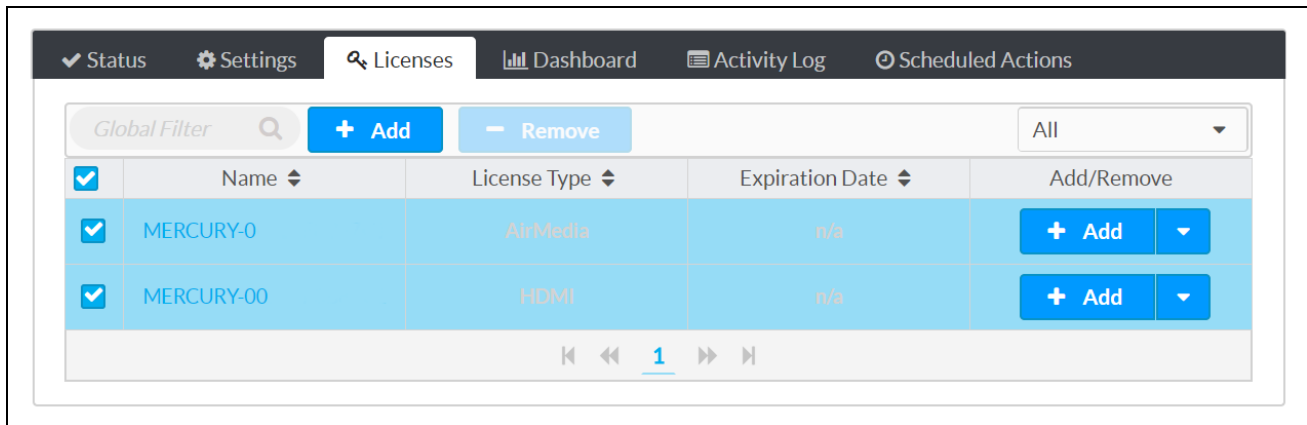 Status Settings Licenses Dashboard Activity Log Scheduled Actions
Global Filter + Add − Remove All
Name License Type Expiration Date Add/Remove
MERCURY-0 AirMedia n/a + Add
MERCURY-00 HDMI n/a + Add
1